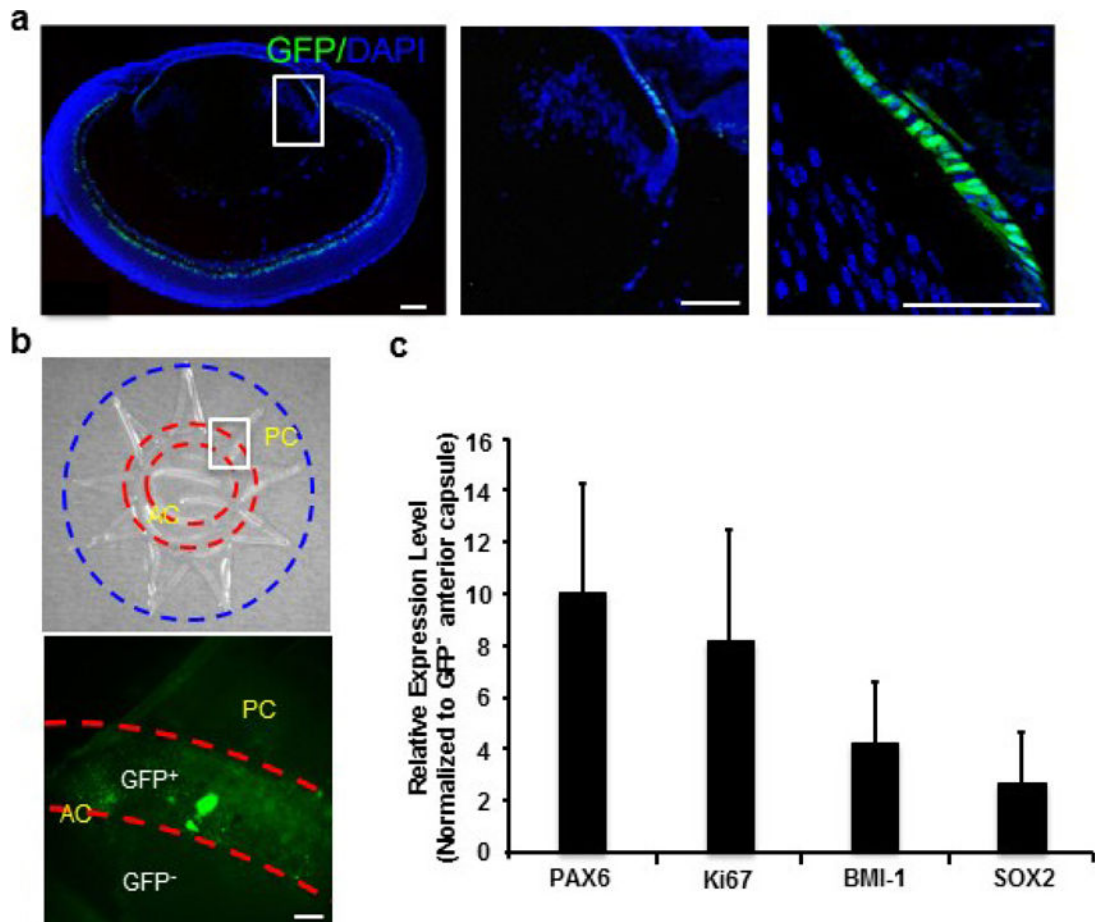 a
GFP/DAPI
b
PC
AC
PC
GFP⁺
AC
GFP⁻
c
Relative Expression Level
(Normalized to GFP⁻ anterior capsule)
16
14
12
10
8
6
4
2
0
PAX6 Ki67 BMI-1 SOX2